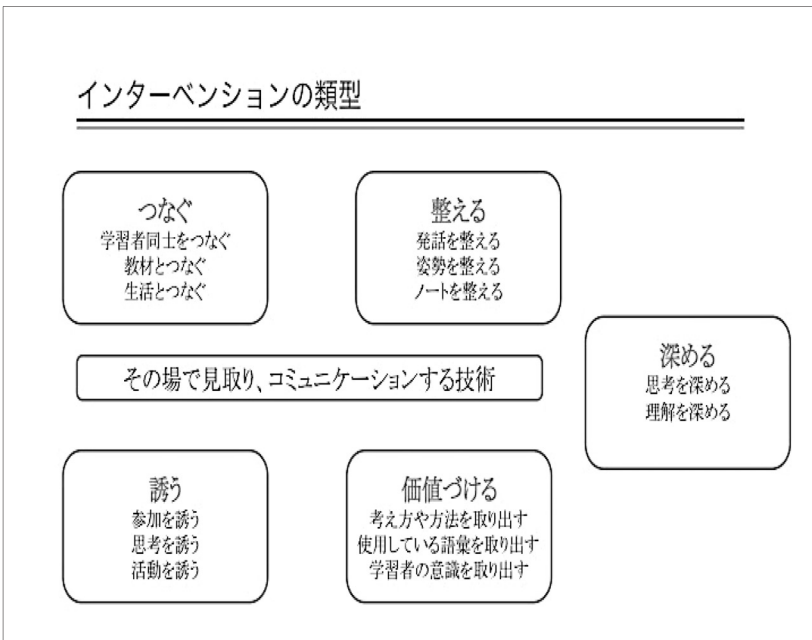 インターベンションの類型
つなぐ
学習者同士をつなぐ
教材とつなぐ
生活とつなぐ
整える
発話を整える
姿勢を整える
ノートを整える
深める
思考を深める
理解を深める
その場で見取り、コミュニケーションする技術
誘う
参加を誘う
思考を誘う
活動を誘う
価値づける
考え方や方法を取り出す
使用している語彙を取り出す
学習者の意識を取り出す